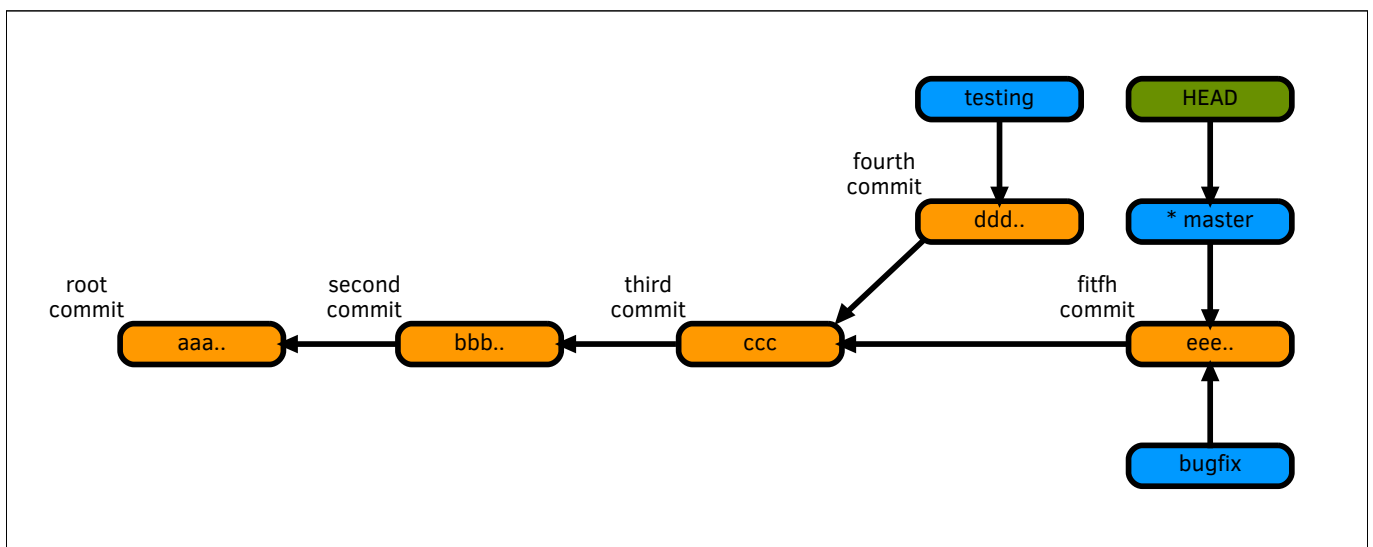 testing
HEAD
fourth
commit
ddd..
* master
root
commit
second
commit
third
commit
fitfh
commit
aaa..
bbb..
ccc
eee..
bugfix